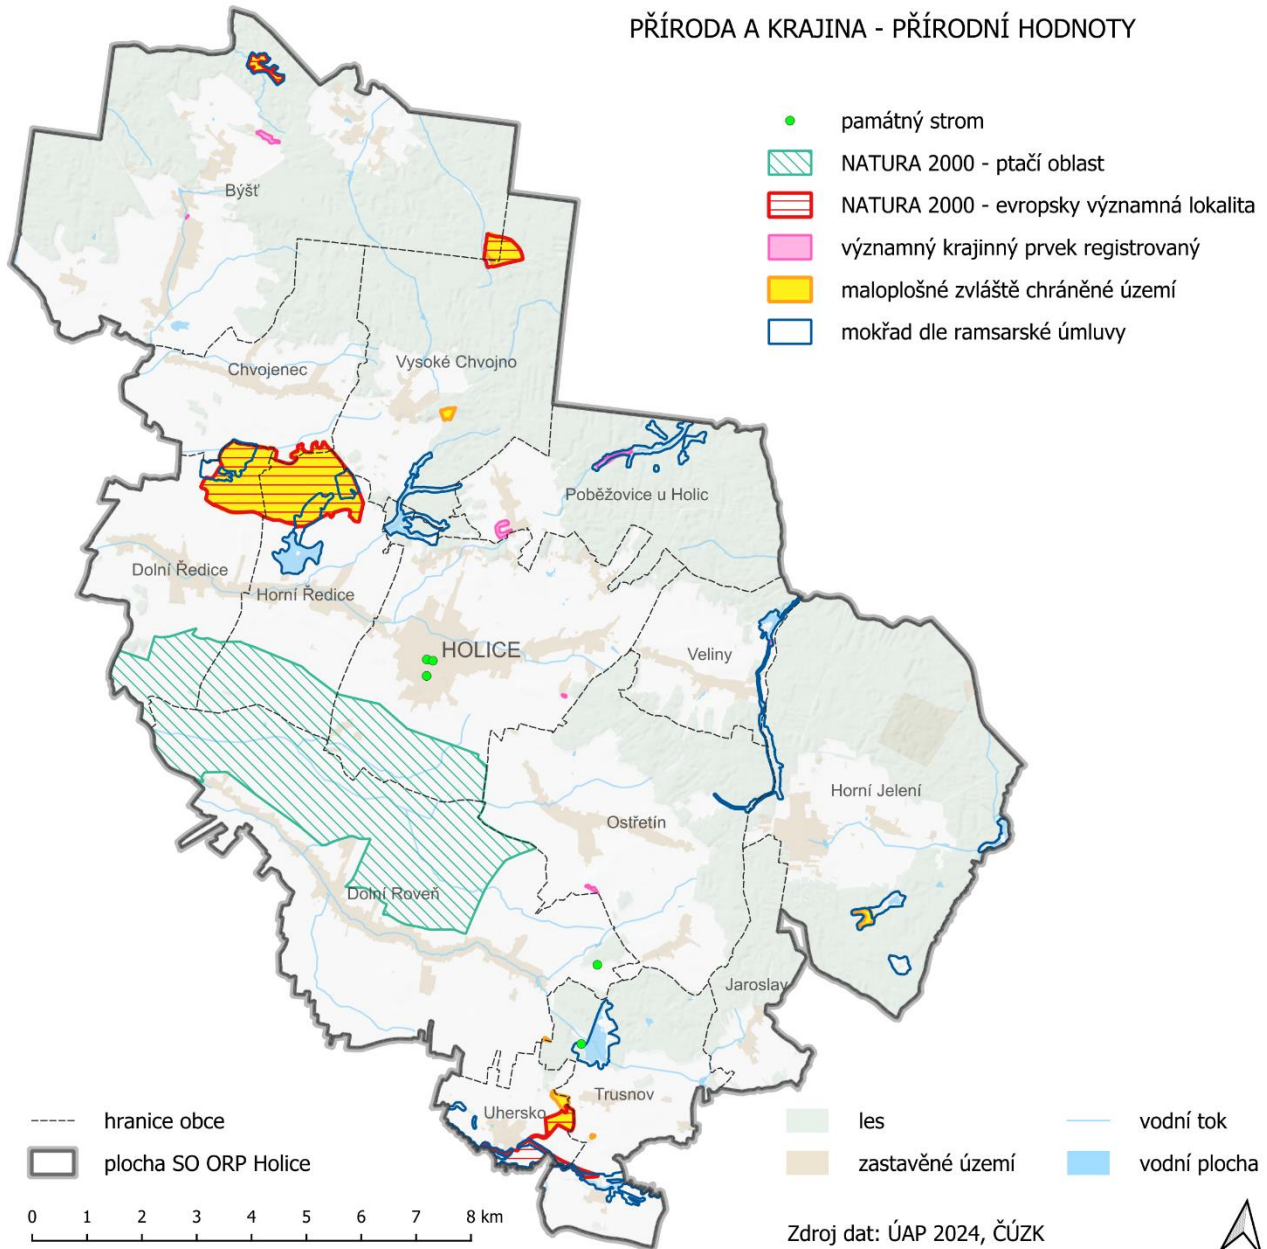 PŘÍRODA A KRAJINA - PŘÍRODNÍ HODNOTY
památný strom
NATURA 2000 - ptačí oblast
NATURA 2000 - evropsky významná lokalita
významný krajinný prvek registrovaný
maloplošné zvláště chráněné území
mokřad dle ramsarské úmluvy
Býšť
Chvojenec
Vysoké Chvojno
Poběžovice u Holic
Dolní Ředice
Horní Ředice
HOLICE
Veliny
Horní Jelení
Ostřetín
Dolní Roveň
Jaroslav
Trusnov
Uhersko
hranice obce
plocha SO ORP Holice
les
zastavěné území
vodní tok
vodní plocha
0 1 2 3 4 5 6 7 8 km
Zdroj dat: ÚAP 2024, ČÚZK